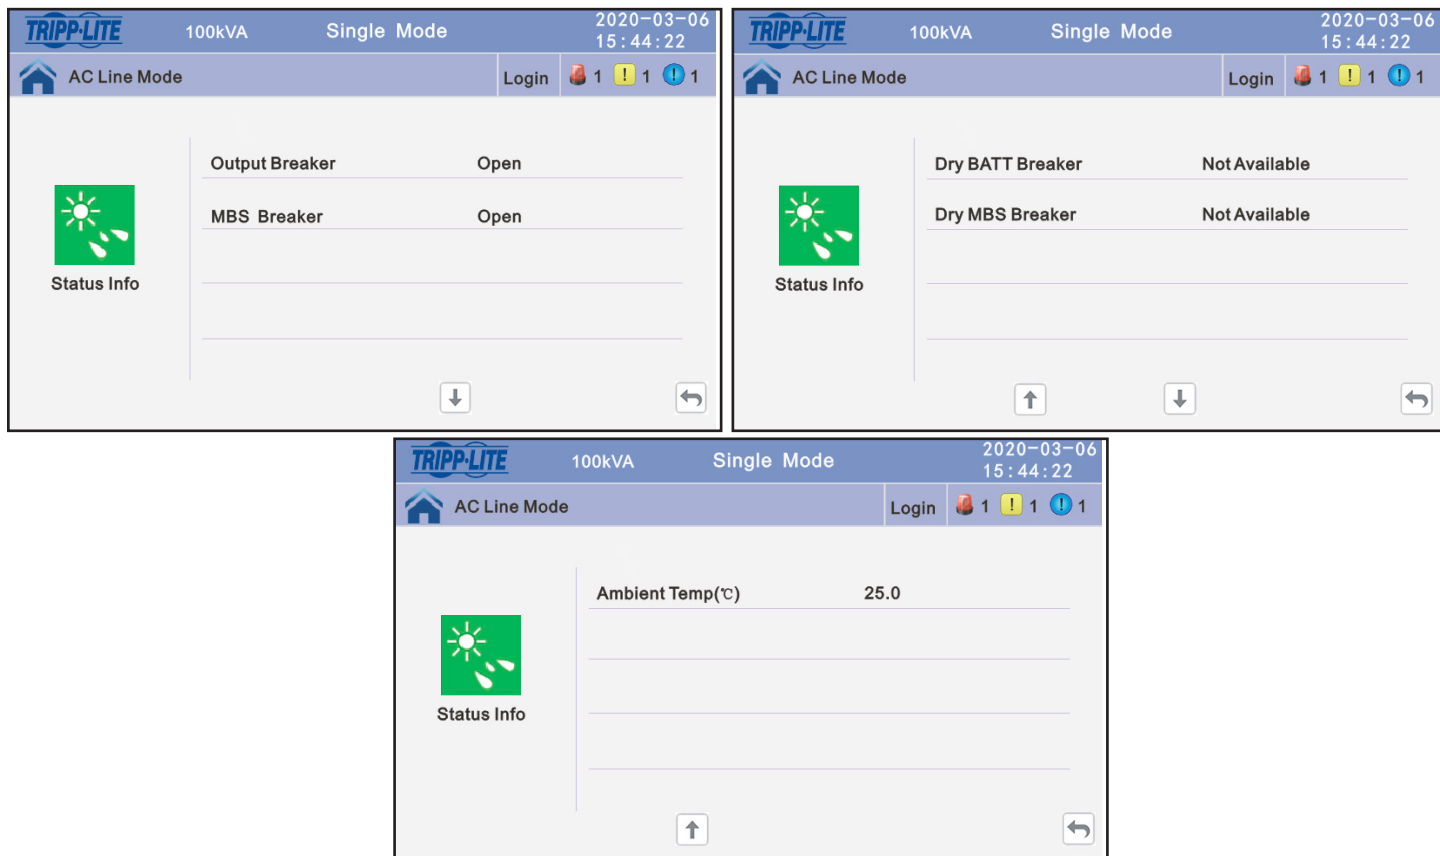 TRIPP·LITE 100kVA Single Mode 2020-03-06
15:44:22
AC Line Mode Login 1 ! 1 ! 1
Output Breaker Open
MBS Breaker Open
Status Info
TRIPP·LITE 100kVA Single Mode 2020-03-06
15:44:22
AC Line Mode Login 1 ! 1 ! 1
Dry BATT Breaker Not Available
Dry MBS Breaker Not Available
Status Info
TRIPP·LITE 100kVA Single Mode 2020-03-06
15:44:22
AC Line Mode Login 1 ! 1 ! 1
Ambient Temp(℃) 25.0
Status Info